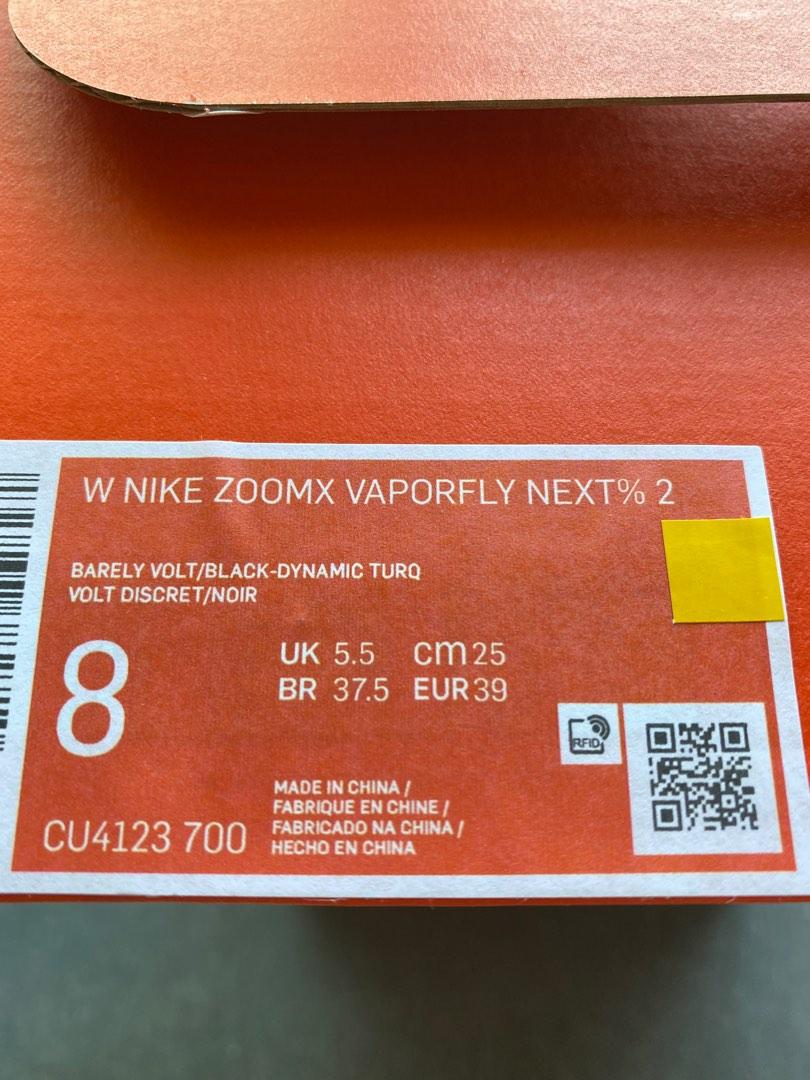 W NIKE ZOOMX VAPORFLY NEXT% 2
BARELY VOLT/BLACK-DYNAMIC TURQ
VOLT DISCRET/NOIR
8
UK 5.5 cm 25
BR 37.5 EUR 39
RFID
MADE IN CHINA /
FABRIQUE EN CHINE /
FABRICADO NA CHINA /
HECHO EN CHINA
CU4123 700